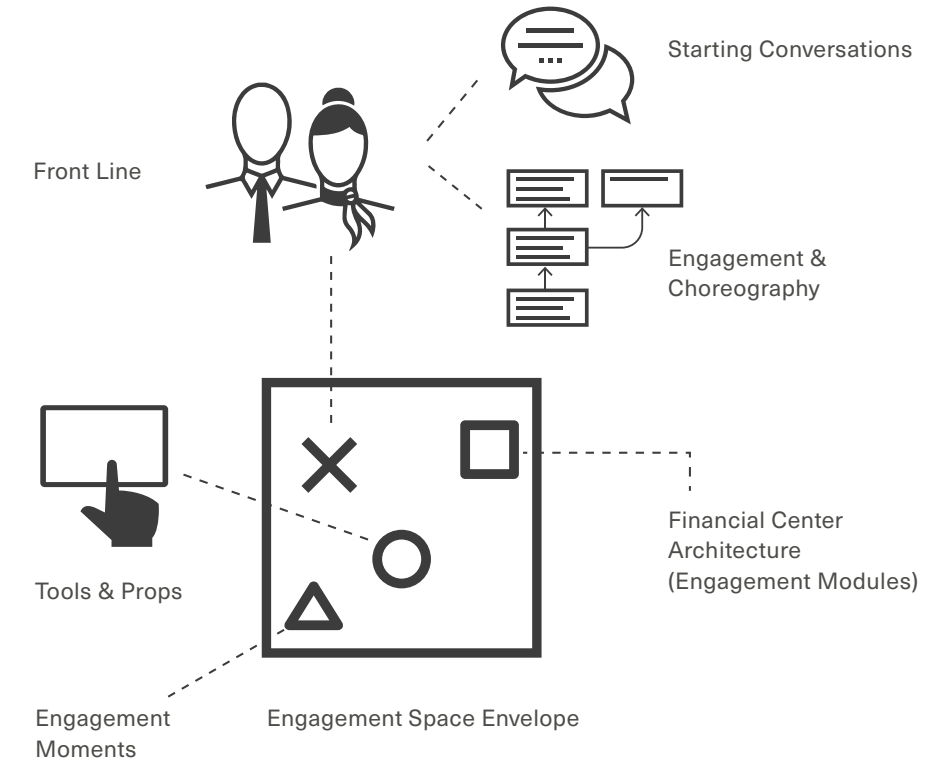 Starting Conversations
Front Line
Engagement &
Choreography
Financial Center
Architecture
(Engagement Modules)
Tools & Props
Engagement
Moments
Engagement Space Envelope